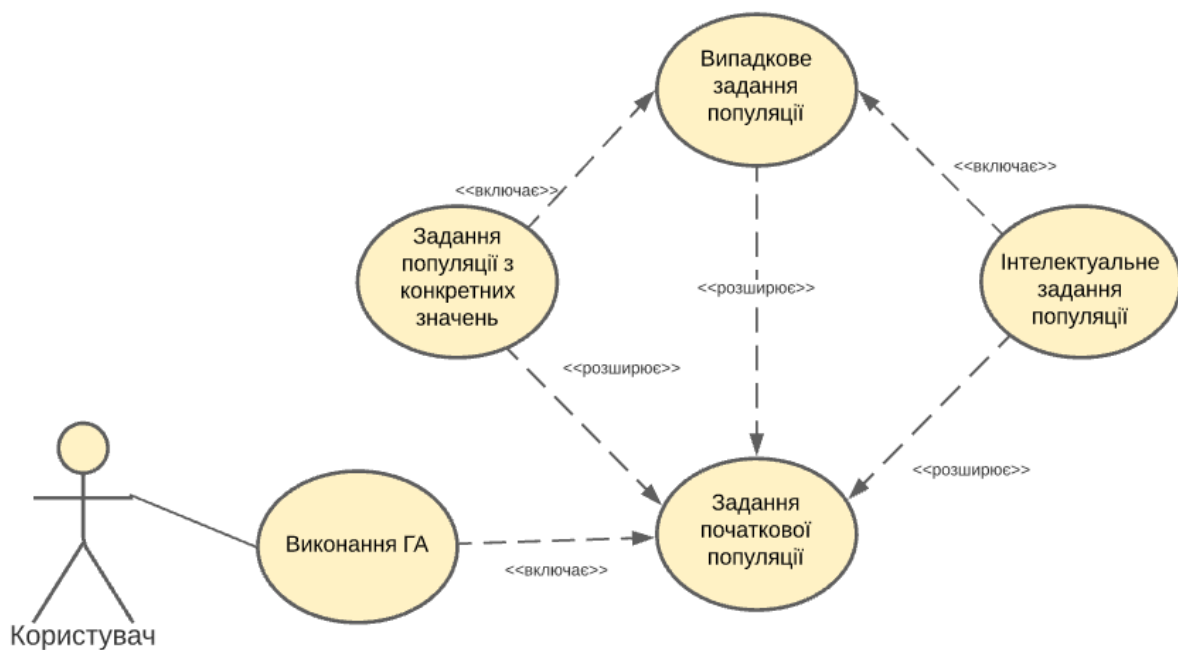 Випадкове
задання
популяції
<<включає>>
<<включає>>
Задання
популяції з
конкретних
значень
Інтелектуальне
задання
популяції
<<розширює>>
<<розширює>>
<<розширює>>
Виконання ГА
<<включає>>
Задання
початкової
популяції
Користувач